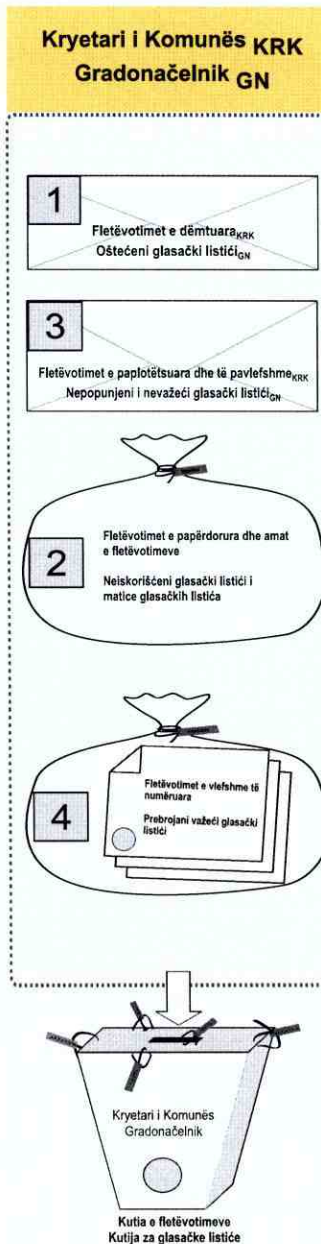 Kryetari i Komunës KRK
Gradonačelnik GN
1
Fletëvotimet e dëmtuara KRK
Oštećeni glasački listići GN
3
Fletëvotimet e paplotëtsuara dhe të pavlefshme KRK
Nepopunjeni i nevažeći glasački listići GN
2
Fletëvotimet e papërdorura dhe amat
e fletëvotimeve
Neiskorišćeni glasački listići i
matice glasačkih listića
4
Fletëvotimet e vlefshme të
numëruara
Prebrojani važeći glasački
listići
Kryetari i Komunës
Gradonačelnik
Kutia e fletëvotimeve
Kutija za glasačke listiće